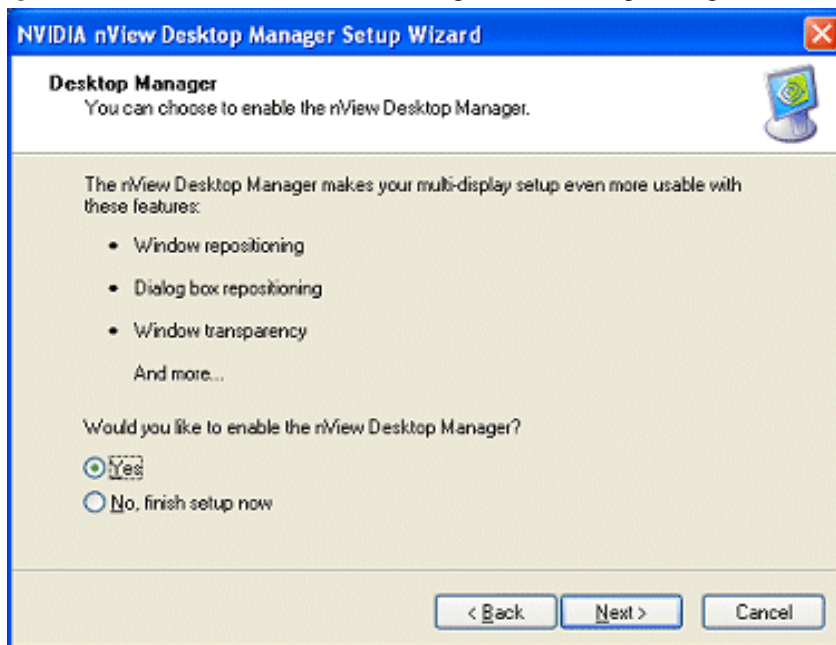 NVIDIA nView Desktop Manager Setup Wizard
Desktop Manager
You can choose to enable the nView Desktop Manager.
The nView Desktop Manager makes your multi-display setup even more usable with
these features:
• Window repositioning
• Dialog box repositioning
• Window transparency
And more...
Would you like to enable the nView Desktop Manager?
Yes
No, finish setup now
< Back
Next >
Cancel